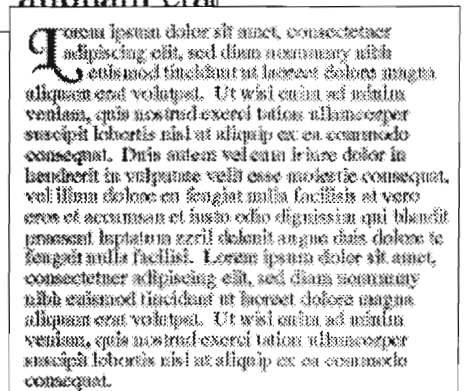 aliquam erat
Lorem ipsum dolor sit amet, consectetuer
adipiscing elit, sed diam nonummy nibh
euismod tincidunt ut laoreet dolore magna
aliquam erat volutpat. Ut wisi enim ad minim
veniam, quis nostrud exerci tation ullamcorper
suscipit lobortis nisl ut aliquip ex ea commodo
consequat. Duis autem vel eum iriure dolor in
hendrerit in vulputate velit esse molestie consequat,
vel illum dolore eu feugiat nulla facilisis at vero
eros et accumsan et iusto odio dignissim qui blandit
praesent luptatum zzril delenit augue duis dolore te
feugait nulla facilisi. Lorem ipsum dolor sit amet,
consectetuer adipiscing elit, sed diam nonummy
nibh euismod tincidunt ut laoreet dolore magna
aliquam erat volutpat. Ut wisi enim ad minim
veniam, quis nostrud exerci tation ullamcorper
suscipit lobortis nisl ut aliquip ex ea commodo
consequat.